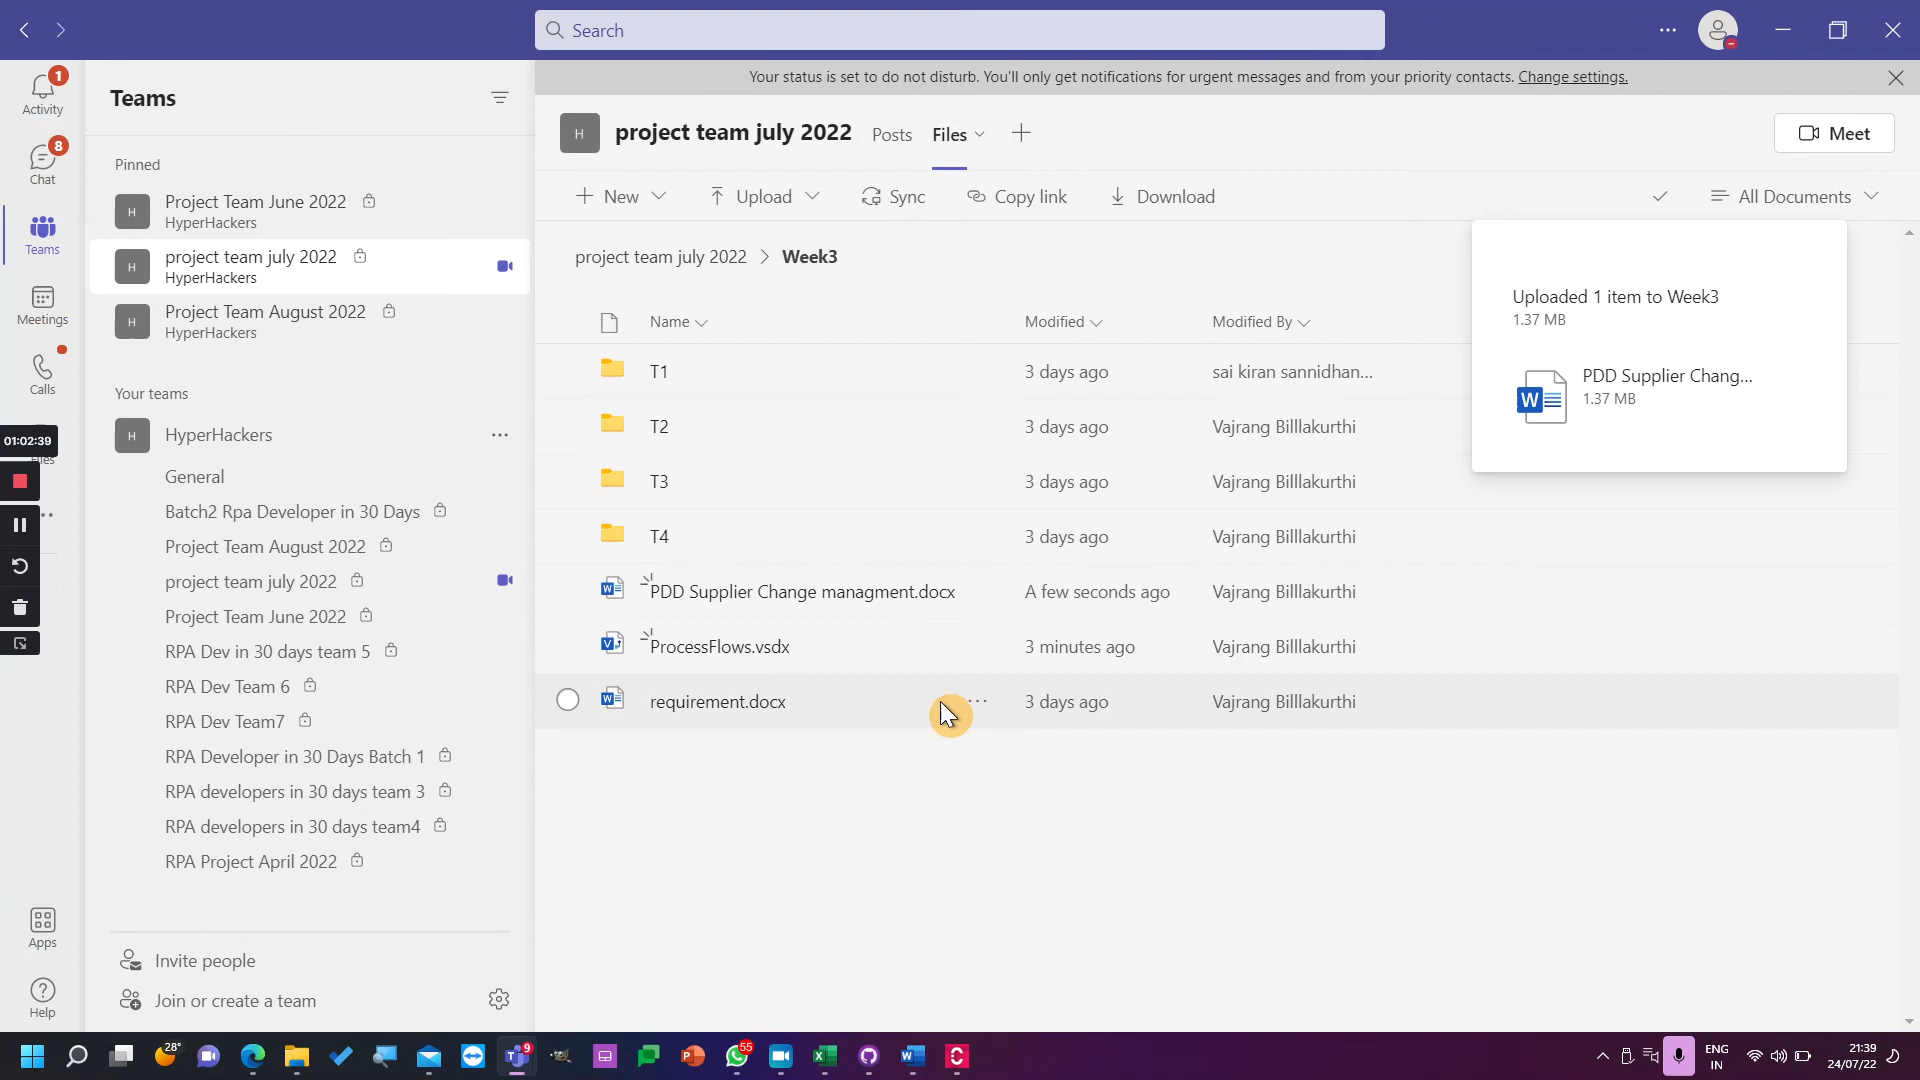 Search
Your status is set to do not disturb. You'll only get notifications for urgent messages and from your priority contacts. Change settings.
1
Activity
8
Chat
Teams
Meetings
Calls
01:02:39
Apps
Help
Teams
Pinned
H
Project Team June 2022
HyperHackers
H
project team july 2022
HyperHackers
H
Project Team August 2022
HyperHackers
Your teams
H
HyperHackers
General
Batch2 Rpa Developer in 30 Days
Project Team August 2022
project team july 2022
Project Team June 2022
RPA Dev in 30 days team 5
RPA Dev Team 6
RPA Dev Team7
RPA Developer in 30 Days Batch 1
RPA developers in 30 days team 3
RPA developers in 30 days team4
RPA Project April 2022
Invite people
Join or create a team
H
project team july 2022 Posts Files
Meet
New Upload Sync Copy link Download All Documents
project team july 2022 > Week3
Name Modified Modified By
T1 3 days ago sai kiran sannidhan...
T2 3 days ago Vajrang Billlakurthi
T3 3 days ago Vajrang Billlakurthi
T4 3 days ago Vajrang Billlakurthi
PDD Supplier Change managment.docx A few seconds ago Vajrang Billlakurthi
ProcessFlows.vsdx 3 minutes ago Vajrang Billlakurthi
requirement.docx 3 days ago Vajrang Billlakurthi
Uploaded 1 item to Week3
1.37 MB
W
PDD Supplier Chang...
1.37 MB
28°
9
55
ENG
IN
21:39
24/07/22